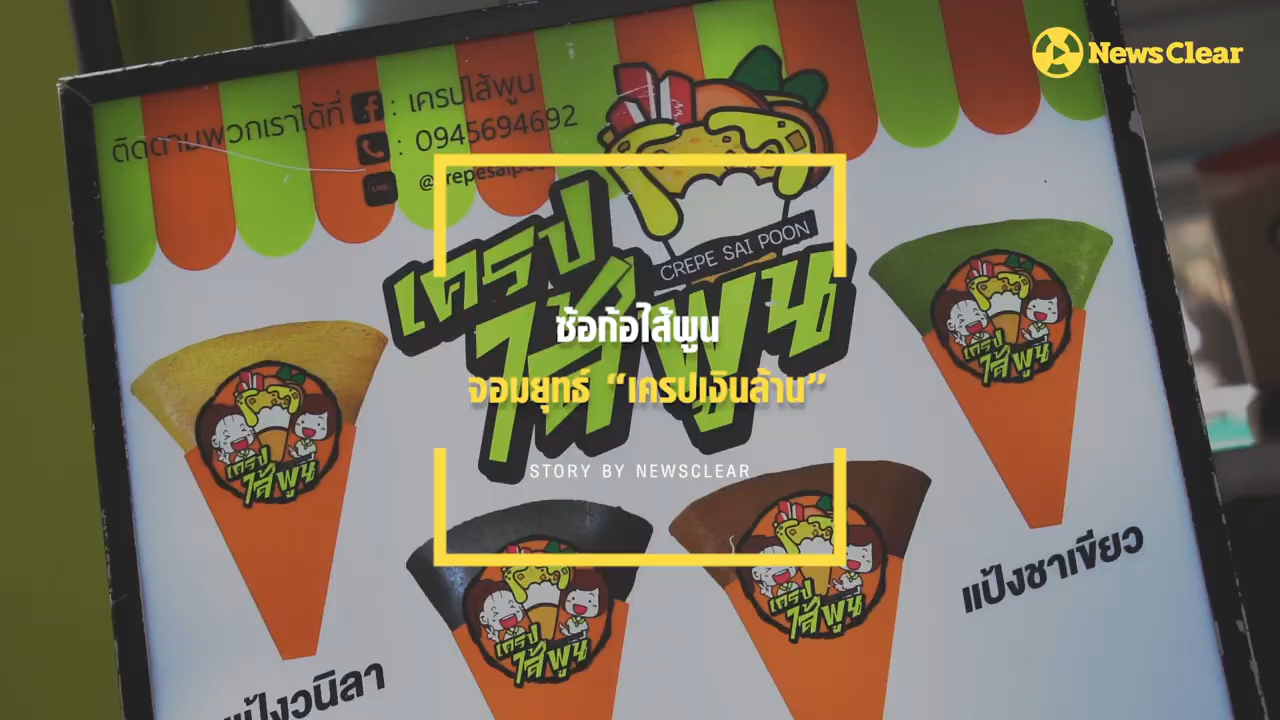 News Clear
ติดตามพวกเราได้ที่ : เครปไส้พูน
: 0945694692
LINE
CREPE SAI POON
เครป
ไส้พูน
ซ้อก้อไส้พูน
จอมยุทธ์ “เครปเงินล้าน”
STORY BY NEWSCLEAR
เครป
ไส้พูน
เครป
ไส้พูน
เครป
ไส้พูน
เครป
ไส้พูน
แป้งชาเขียว
แป้งวนิลา